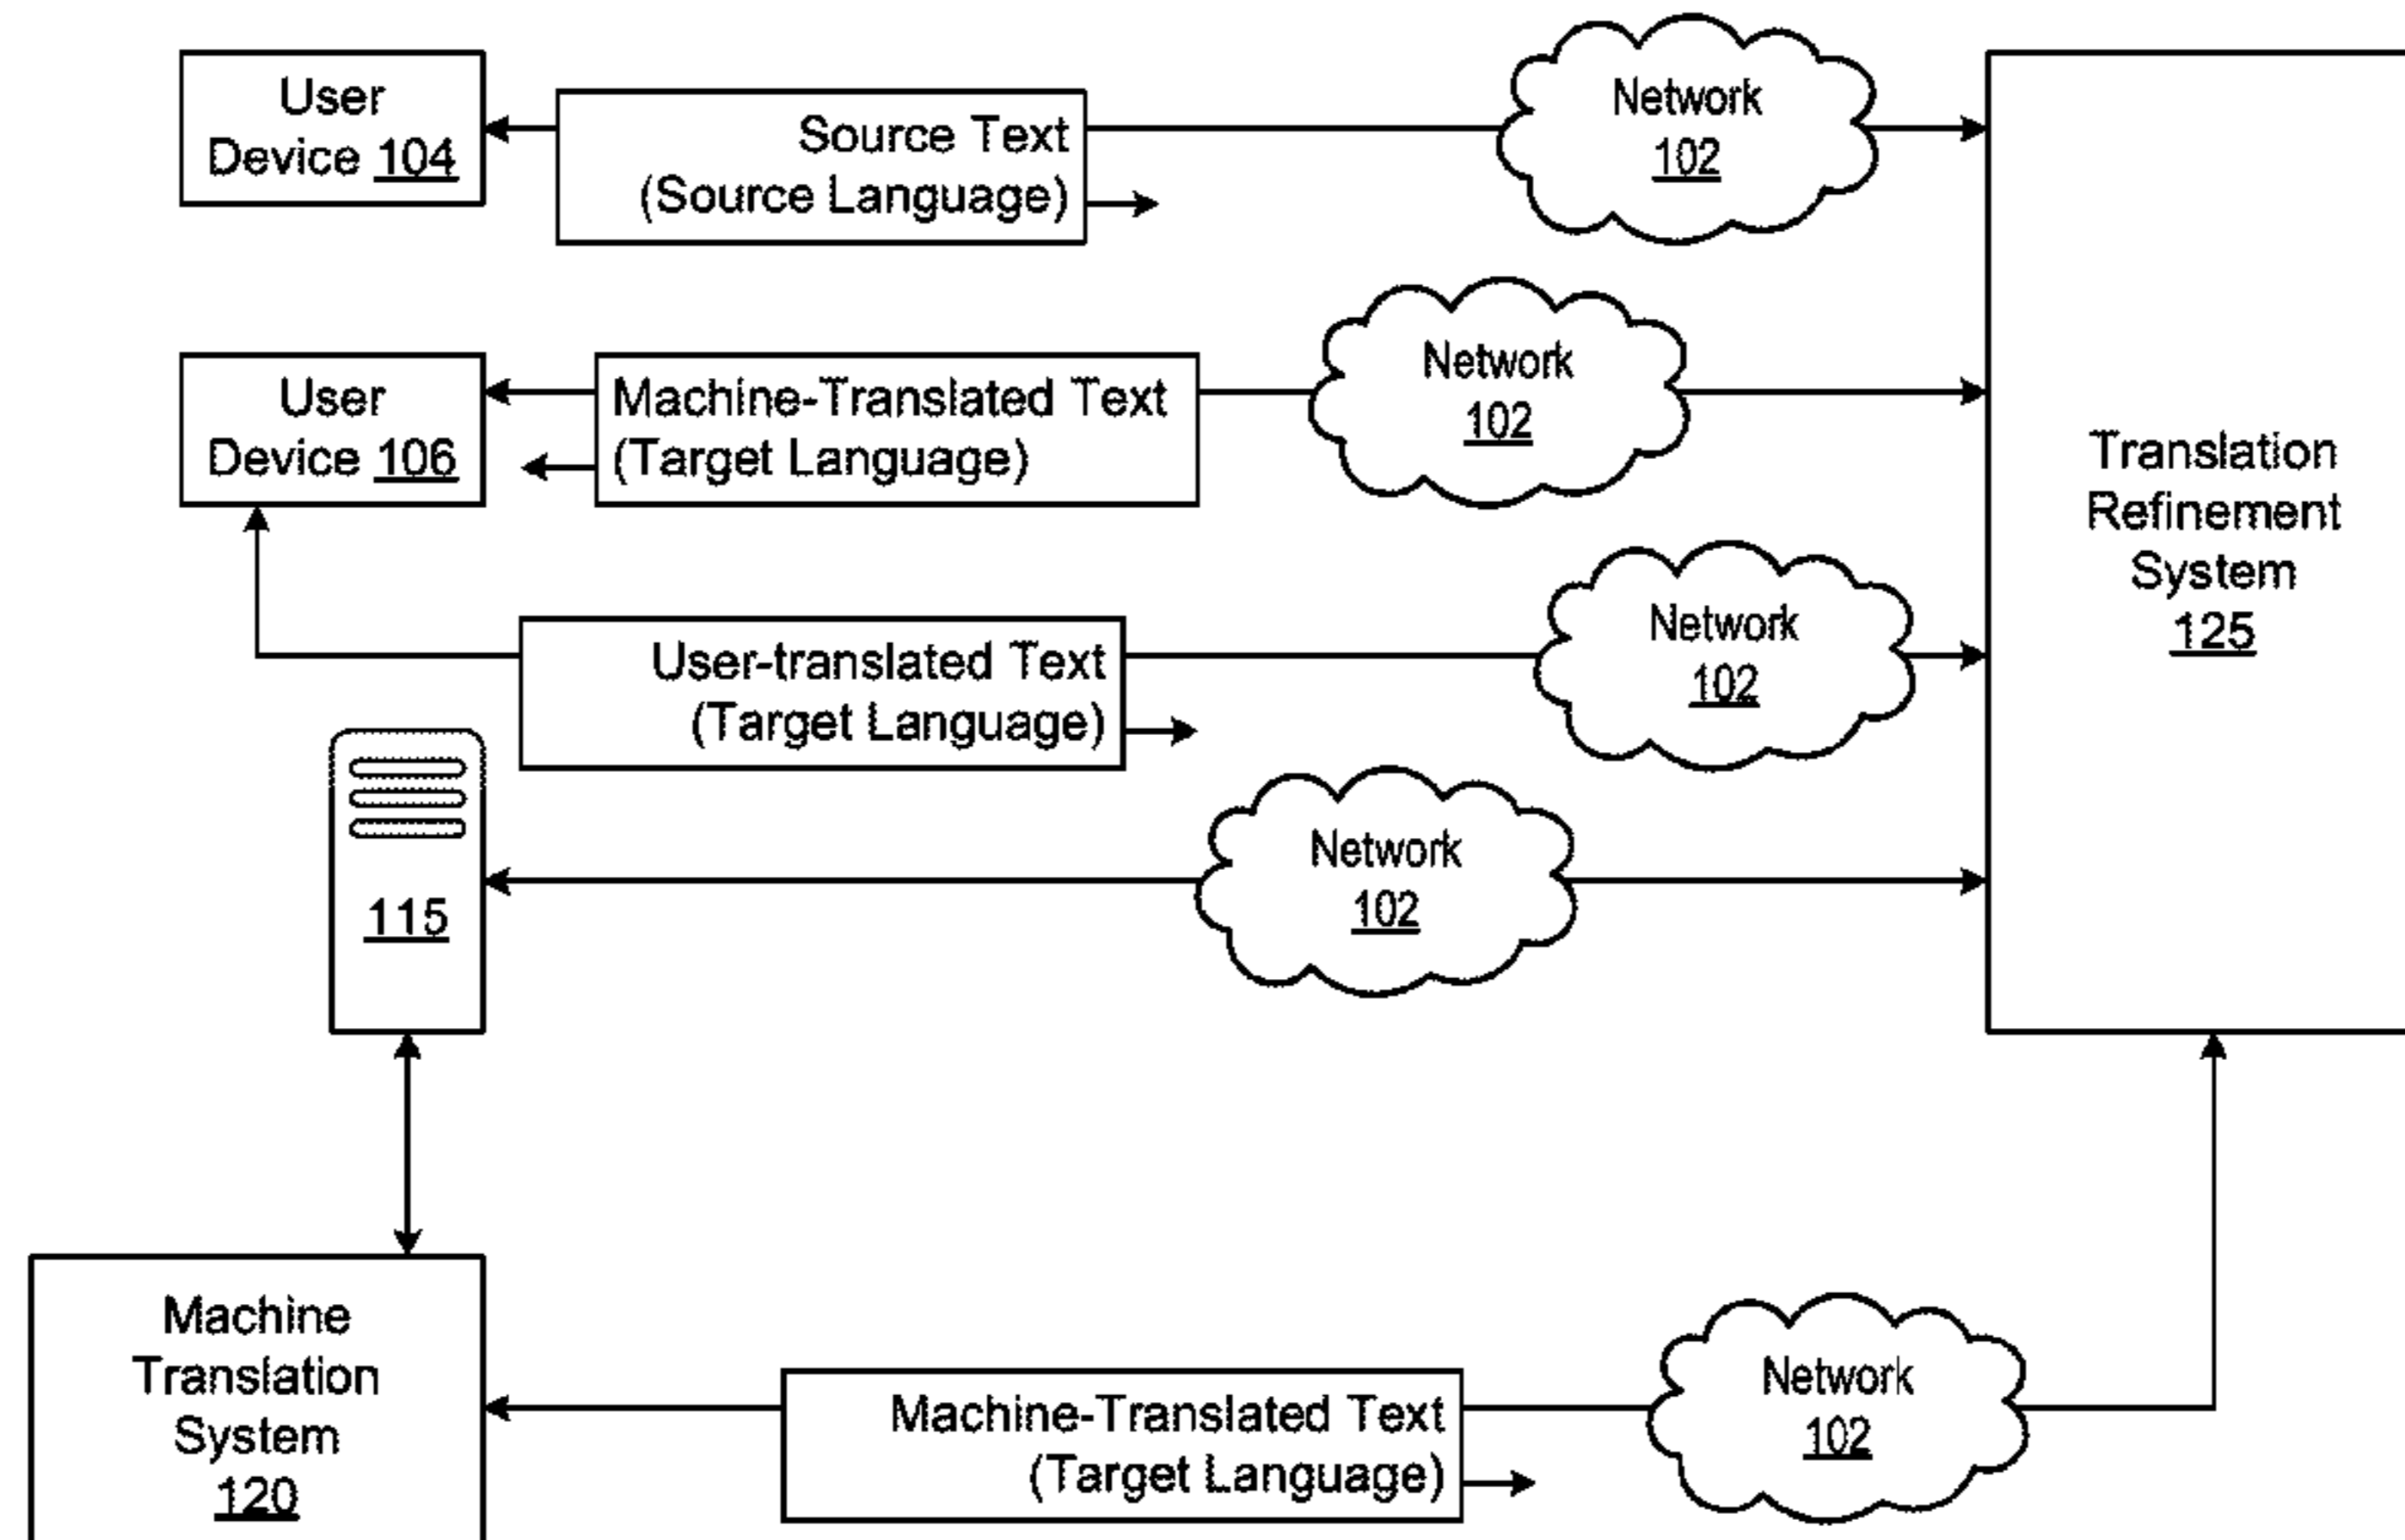 User
Device 104
Source Text
(Source Language)
Network
102
User
Device 106
Machine-Translated Text
(Target Language)
Network
102
Translation
Refinement
System
125
User-translated Text
(Target Language)
Network
102
115
Network
102
Machine
Translation
System
120
Machine-Translated Text
(Target Language)
Network
102